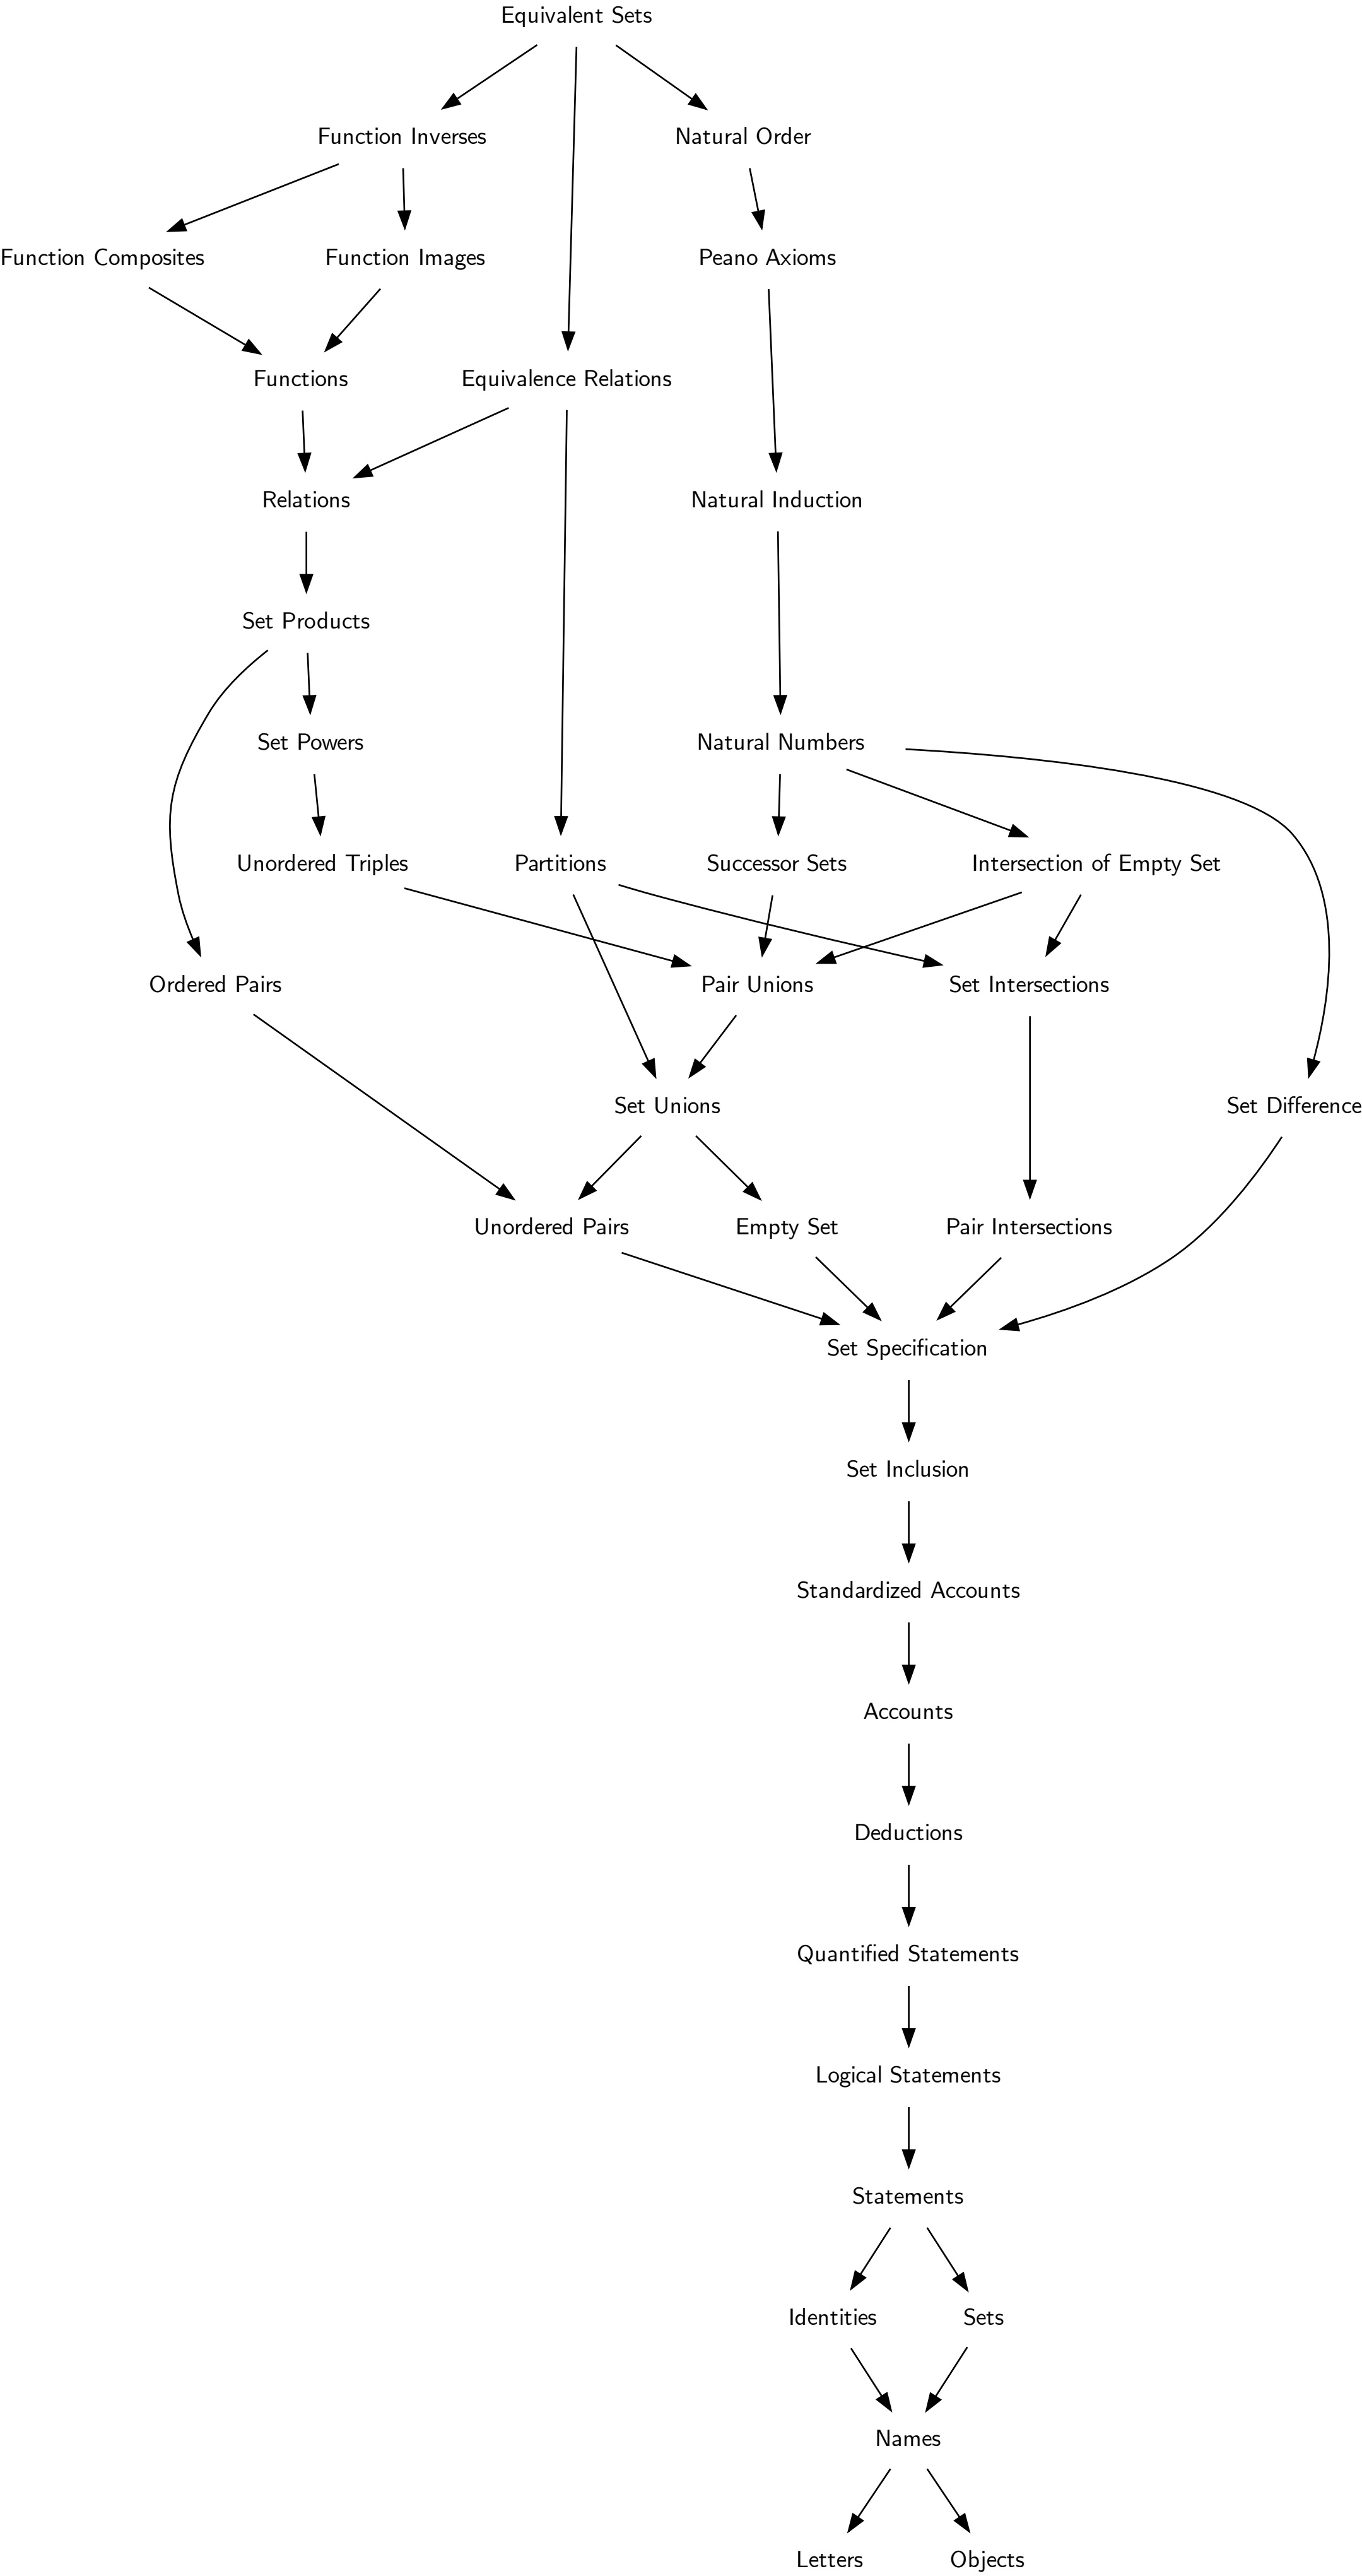 Equivalent Sets
Function Inverses
Natural Order
Function Composites
Function Images
Peano Axioms
Functions
Equivalence Relations
Relations
Natural Induction
Set Products
Set Powers
Natural Numbers
Unordered Triples
Partitions
Successor Sets
Intersection of Empty Set
Ordered Pairs
Pair Unions
Set Intersections
Set Unions
Set Difference
Unordered Pairs
Empty Set
Pair Intersections
Set Specification
Set Inclusion
Standardized Accounts
Accounts
Deductions
Quantified Statements
Logical Statements
Statements
Identities
Sets
Names
Letters
Objects